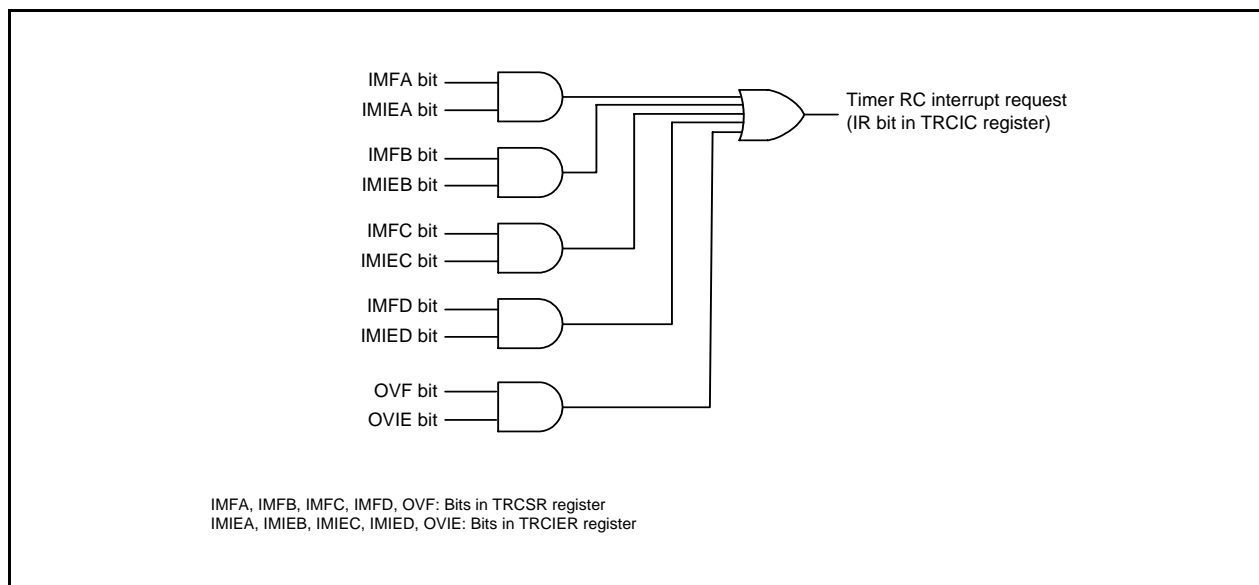 IMFA bit
IMIEA bit
IMFB bit
IMIEB bit
IMFC bit
IMIEC bit
IMFD bit
IMIED bit
OVF bit
OVIE bit
Timer RC interrupt request
(IR bit in TRCIC register)
IMFA, IMFB, IMFC, IMFD, OVF: Bits in TRCSR register
IMIEA, IMIEB, IMIEC, IMIED, OVIE: Bits in TRCIER register